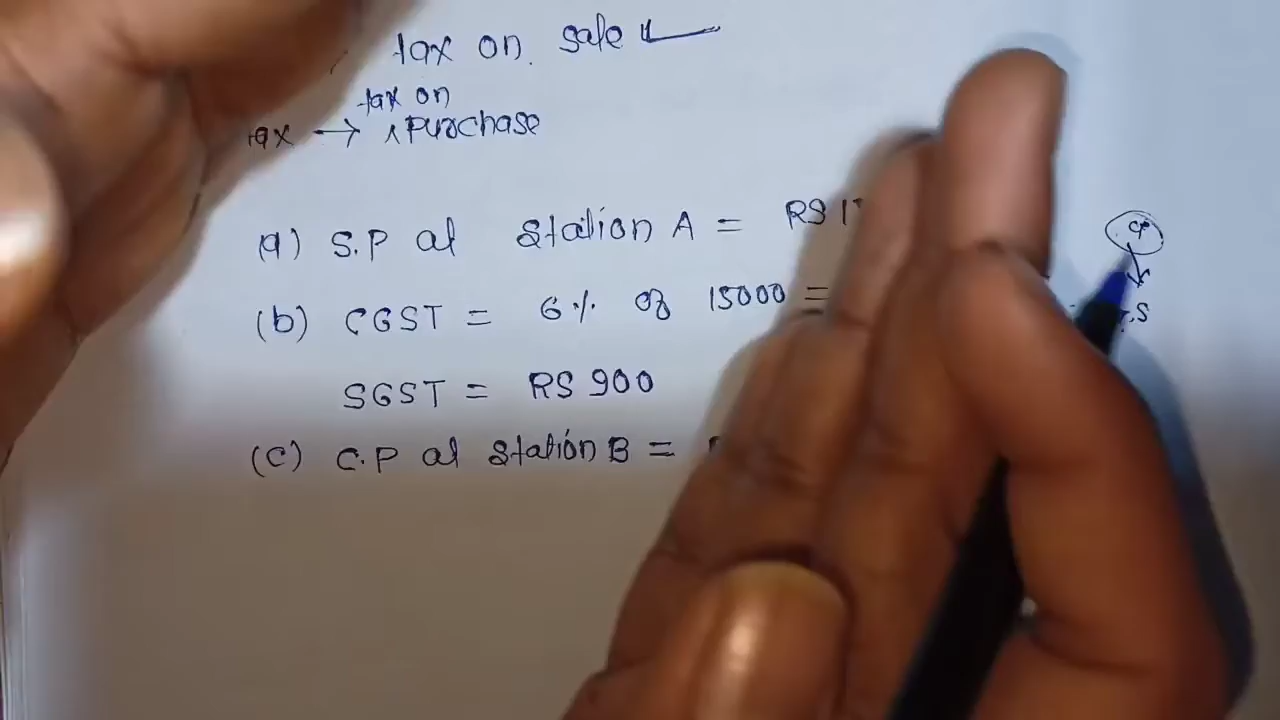 tax on sale
tax on
tax → ∧ Purchase
(a) S.P at Station A = RS 1
(b) CGST = 6% of 15000 =
SGST = RS 900
(c) C.P at Station B =